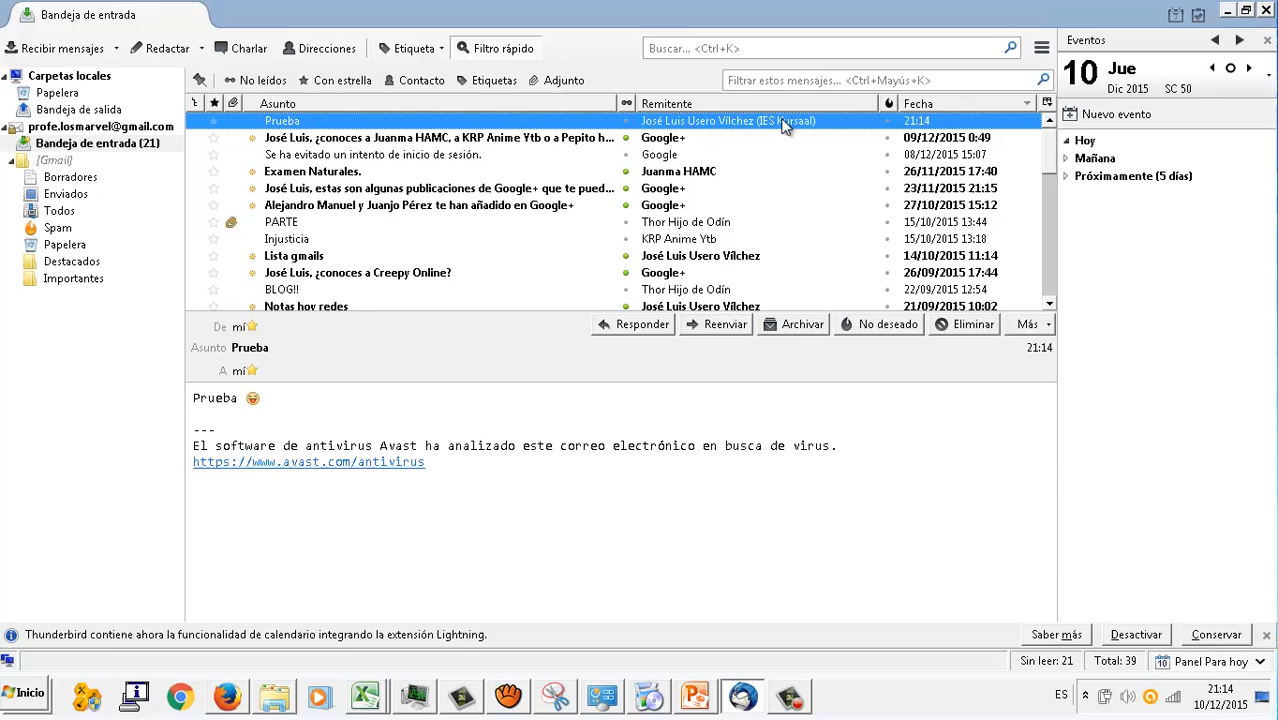 Bandeja de entrada
Recibir mensajes Redactar Charlar Direcciones Etiqueta Filtro rápido Buscar... <Ctrl+K>
No leídos Con estrella Contacto Etiquetas Adjunto Filtrar estos mensajes... <Ctrl+Mayús+K>
Carpetas locales
Papelera
Bandeja de salida
profe.losmarvel@gmail.com
Bandeja de entrada (21)
[Gmail]
Borradores
Enviados
Todos
Spam
Papelera
Destacados
Importantes
Asunto Remitente Fecha
Prueba José Luis Usero Vílchez (IES Kursaal) 21:14
José Luis, ¿conoces a Juanma HAMC, a KRP Anime Ytb o a Pepito h... Google+ 09/12/2015 0:49
Se ha evitado un intento de inicio de sesión. Google 08/12/2015 15:07
Examen Naturales. Juanma HAMC 26/11/2015 17:40
José Luis, estas son algunas publicaciones de Google+ que te pued... Google+ 23/11/2015 21:15
Alejandro Manuel y Juanjo Pérez te han añadido en Google+ Google+ 27/10/2015 15:12
PARTE Thor Hijo de Odín 15/10/2015 13:44
Injusticia KRP Anime Ytb 15/10/2015 13:18
Lista gmails José Luis Usero Vílchez 14/10/2015 11:14
José Luis, ¿conoces a Creepy Online? Google+ 26/09/2015 17:44
BLOG!! Thor Hijo de Odín 22/09/2015 12:54
Notas hoy redes José Luis Usero Vílchez 21/09/2015 10:02
De mí Responder Reenviar Archivar No deseado Eliminar Más
Asunto Prueba 21:14
A mí
Prueba
---
El software de antivirus Avast ha analizado este correo electrónico en busca de virus.
https://www.avast.com/antivirus
Eventos
10 Jue
Dic 2015 SC 50
Nuevo evento
Hoy
Mañana
Próximamente (5 días)
Thunderbird contiene ahora la funcionalidad de calendario integrando la extensión Lightning. Saber más Desactivar Conservar
Sin leer: 21 Total: 39 10 Panel Para hoy
Inicio ES 21:14
10/12/2015